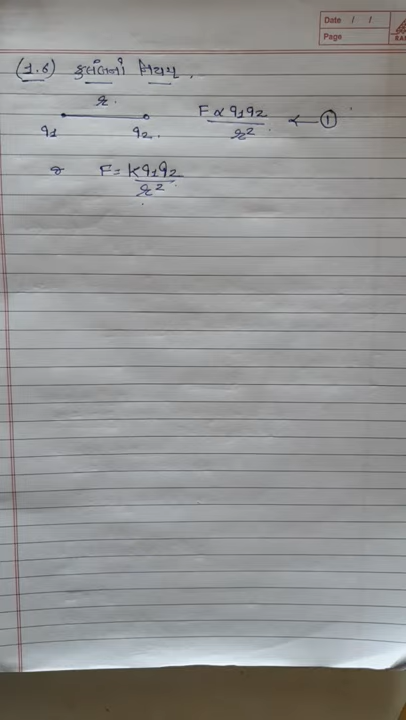 Date / /
Page
(1.6) કુલંબનો નિયમ.
r.
F ∝ q1q2 / r² ← ①
q1 q2.
F = kq1q2 / r²